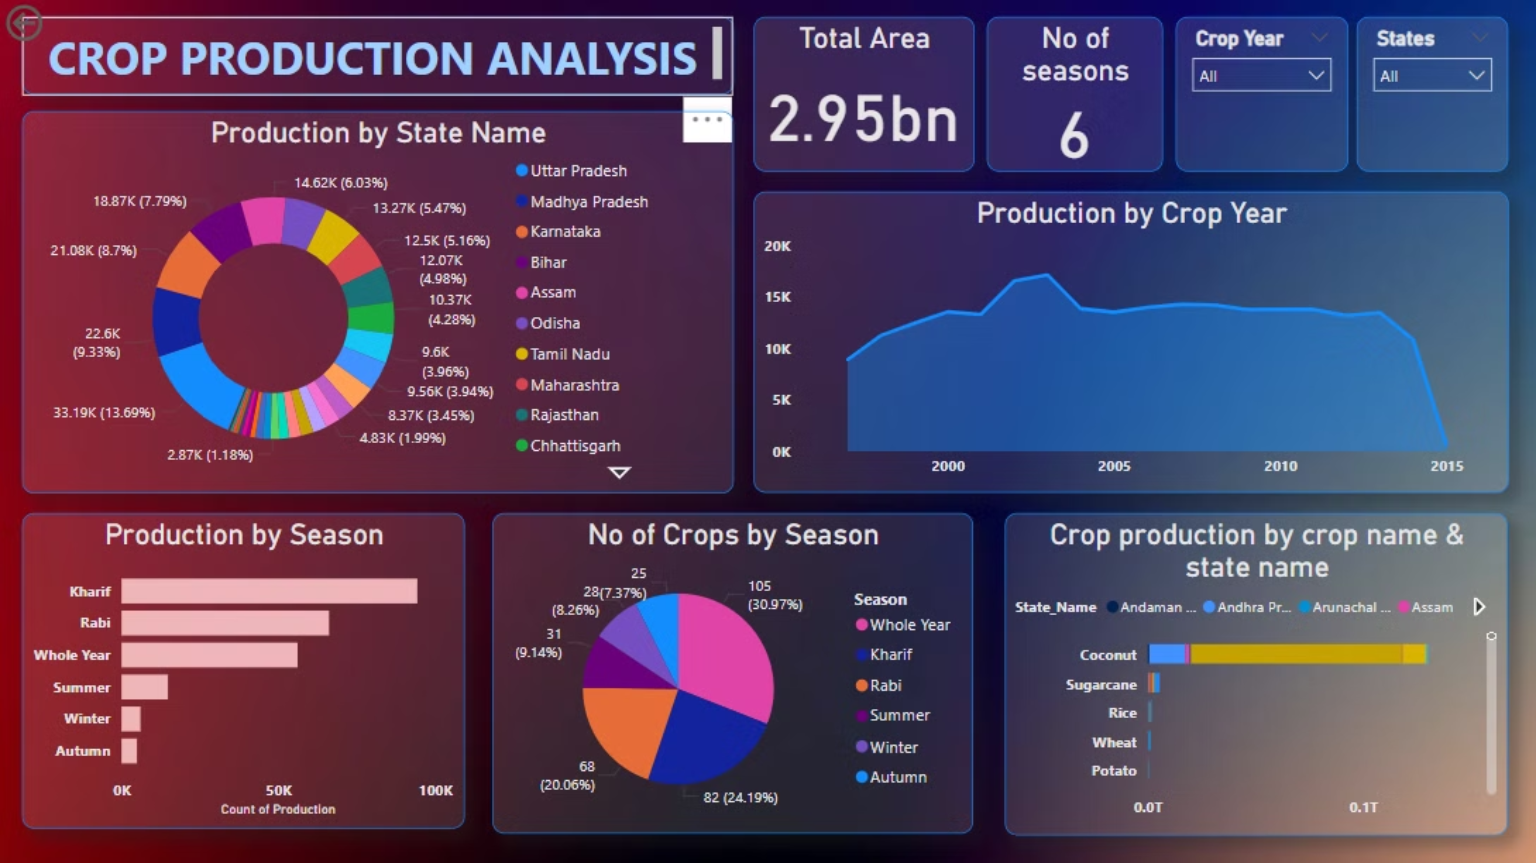 CROP PRODUCTION ANALYSIS
Total Area
2.95bn
No of
seasons
6
Crop Year
All
States
All
Production by State Name
14.62K (6.03%)
18.87K (7.79%)
13.27K (5.47%)
21.08K (8.7%)
12.5K (5.16%)
12.07K
(4.98%)
10.37K
(4.28%)
22.6K
(9.33%)
9.6K
(3.96%)
9.56K (3.94%)
33.19K (13.69%)
8.37K (3.45%)
4.83K (1.99%)
2.87K (1.18%)
Uttar Pradesh
Madhya Pradesh
Karnataka
Bihar
Assam
Odisha
Tamil Nadu
Maharashtra
Rajasthan
Chhattisgarh
Production by Crop Year
20K
15K
10K
5K
0K
2000
2005
2010
2015
Production by Season
Kharif
Rabi
Whole Year
Summer
Winter
Autumn
0K
50K
100K
Count of Production
No of Crops by Season
25
(7.37%)
28
(8.26%)
31
(9.14%)
68
(20.06%)
82 (24.19%)
105
(30.97%)
Season
Whole Year
Kharif
Rabi
Summer
Winter
Autumn
Crop production by crop name &
state name
State_Name Andaman ... Andhra Pr... Arunachal ... Assam
Coconut
Sugarcane
Rice
Wheat
Potato
0.0T
0.1T